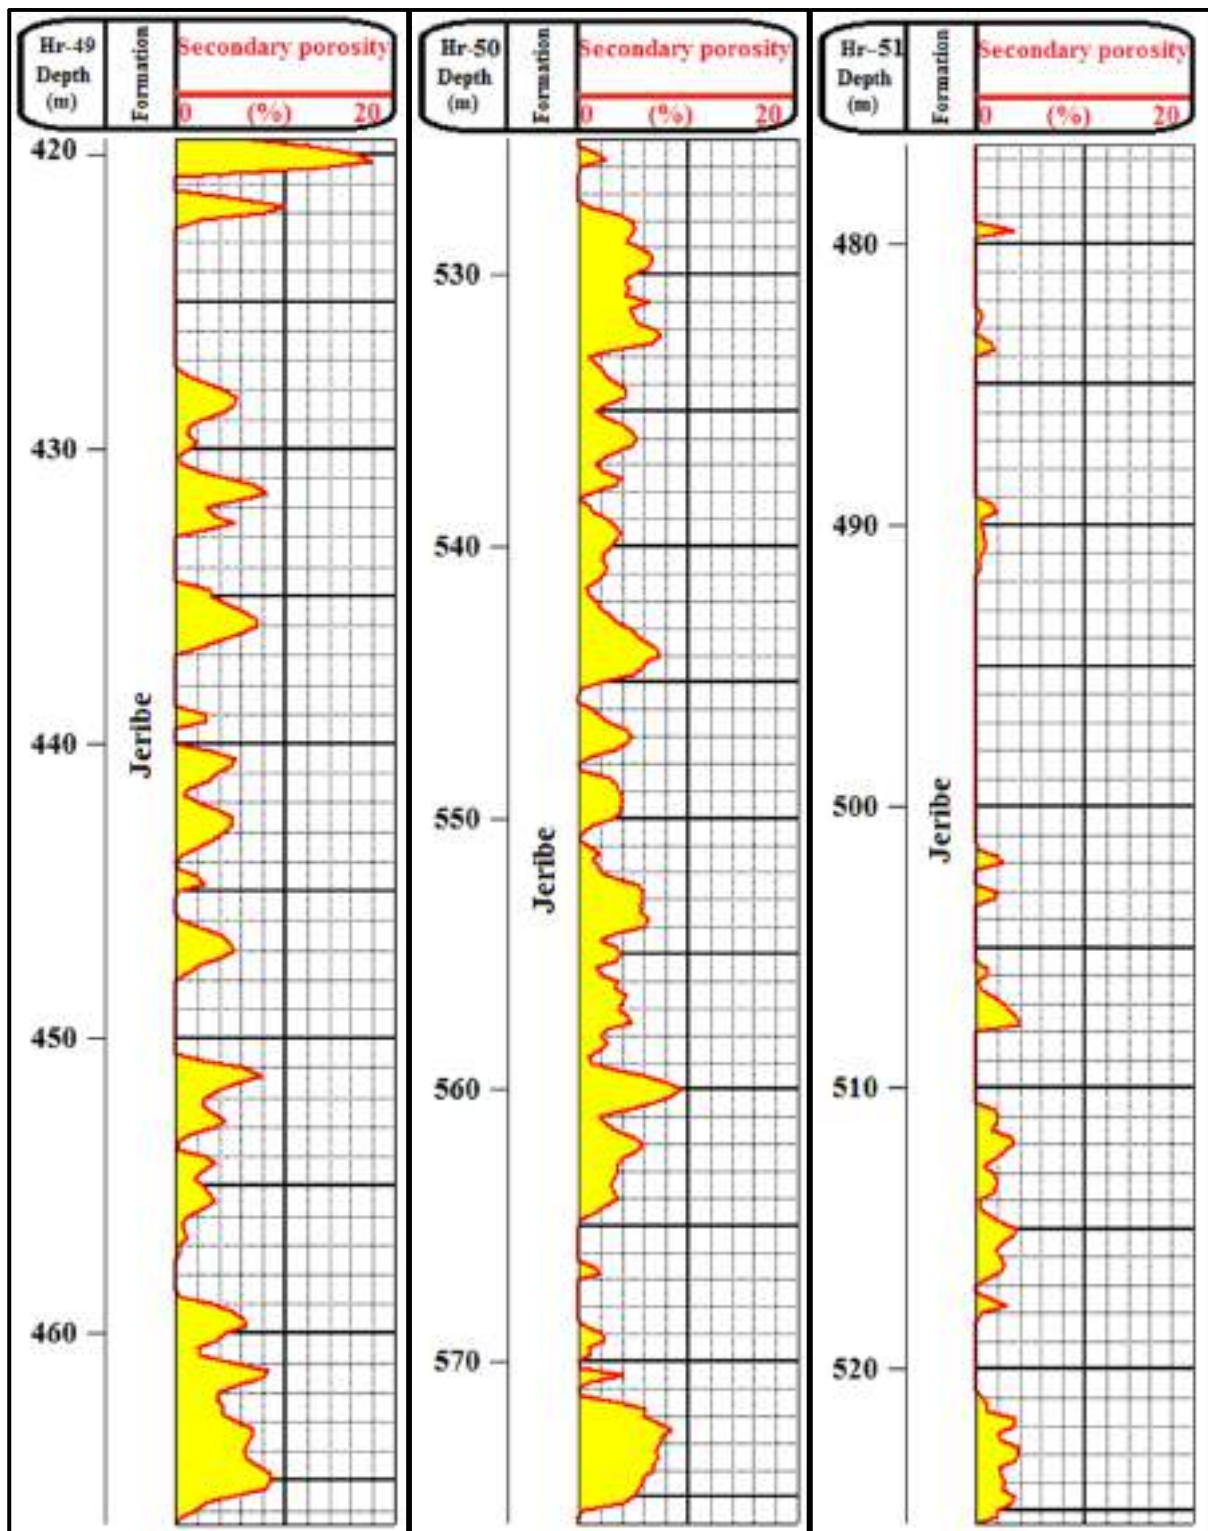 Hr-49
Depth
(m)
Formation
Secondary porosity
0 (%) 20
420
430
440
450
460
Jeribe
Hr-50
Depth
(m)
Formation
Secondary porosity
0 (%) 20
530
540
550
560
570
Jeribe
Hr-51
Depth
(m)
Formation
Secondary porosity
0 (%) 20
480
490
500
510
520
Jeribe